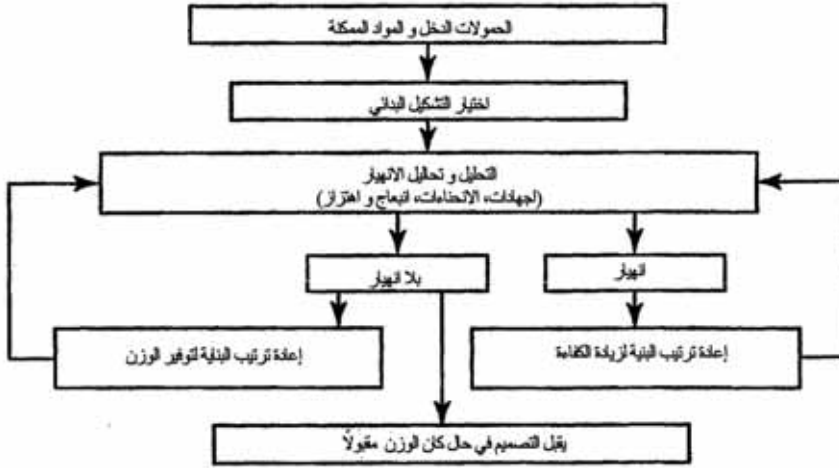 الحمولات الدخل و المواد الممكنة
اختيار التشكيل البدائي
التحليل و تحاليل الانهيار
(اجهادات، الانحناءات، انبعاج و اهتزاز)
انهيار
بلا انهيار
إعادة ترتيب البنية لزيادة الكفاءة
إعادة ترتيب البناية لتوفير الوزن
يقبل التصميم في حال كان الوزن مقبولاً